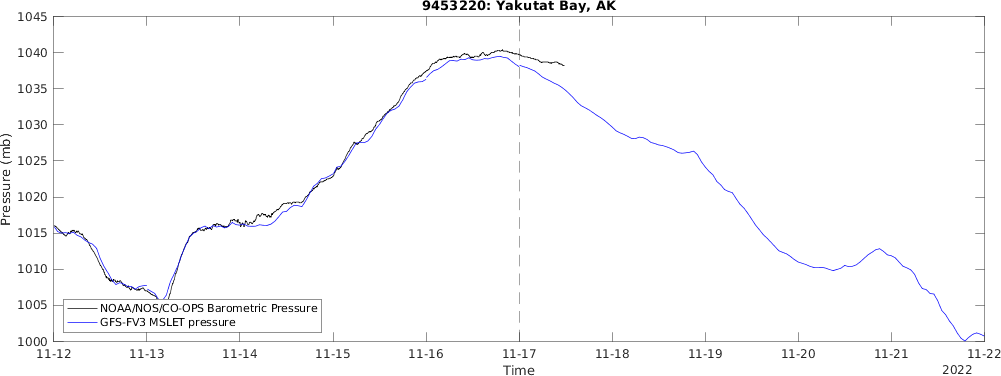 9453220: Yakutat Bay, AK
1045
1040
1035
1030
1025
1020
1015
1010
1005
1000
Pressure (mb)
NOAA/NOS/CO-OPS Barometric Pressure
GFS-FV3 MSLET pressure
11-12 11-13 11-14 11-15 11-16 11-17 11-18 11-19 11-20 11-21 11-22
Time
2022